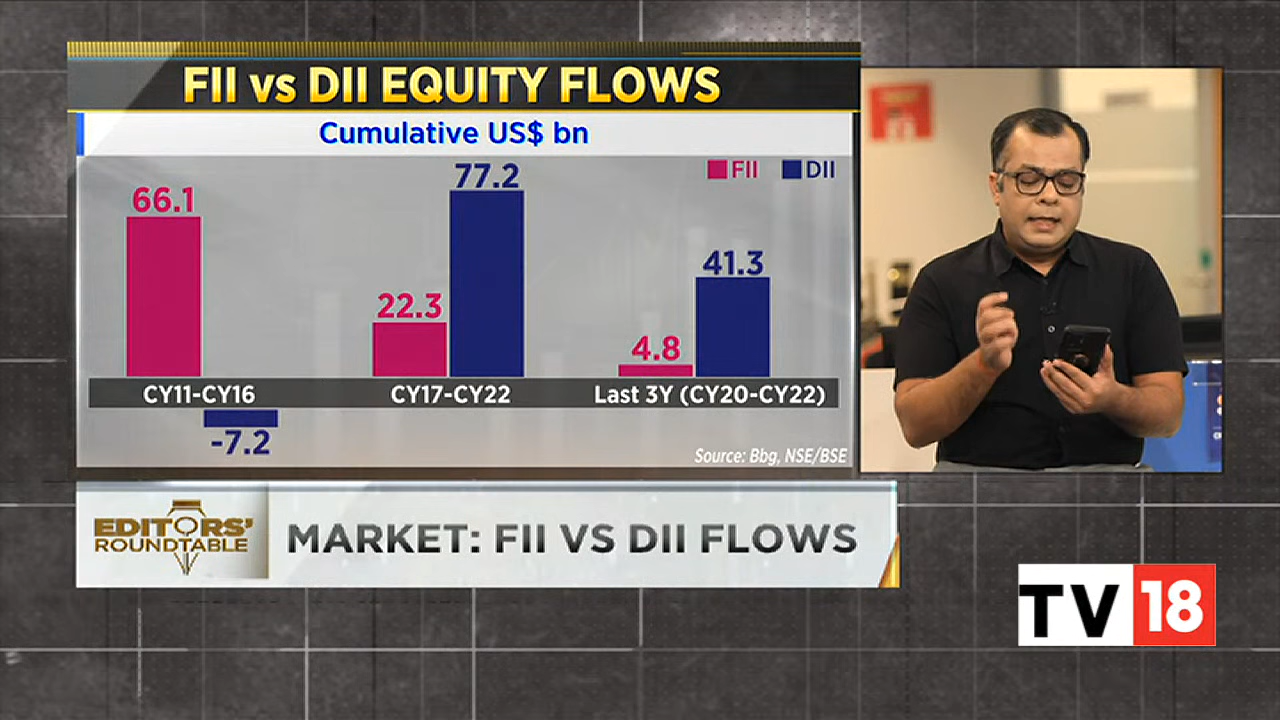 FII vs DII EQUITY FLOWS
Cumulative US$ bn
FII DII
66.1
77.2
22.3
41.3
4.8
CY11-CY16 CY17-CY22 Last 3Y (CY20-CY22)
-7.2
Source: Bbg, NSE/BSE
EDITORS'
ROUNDTABLE
MARKET: FII VS DII FLOWS
TV18